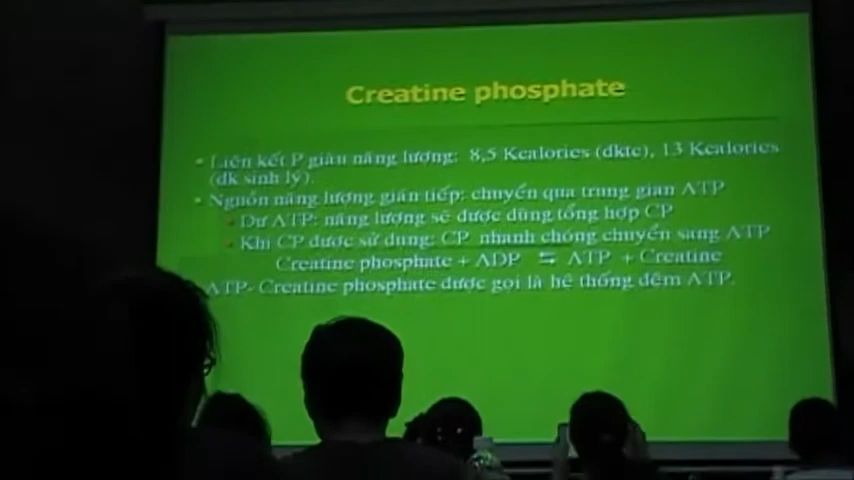 Creatine phosphate
• Liên kết P giàu năng lượng: 8,5 Kcalories (đktc), 13 Kcalories
(đk sinh lý).
• Nguồn năng lượng gián tiếp: chuyển qua trung gian ATP
• Dư ATP: năng lượng sẽ được dùng tổng hợp CP
• Khi CP được sử dụng: CP nhanh chóng chuyển sang ATP
Creatine phosphate + ADP ⇆ ATP + Creatine
ATP- Creatine phosphate được gọi là hệ thống đệm ATP.